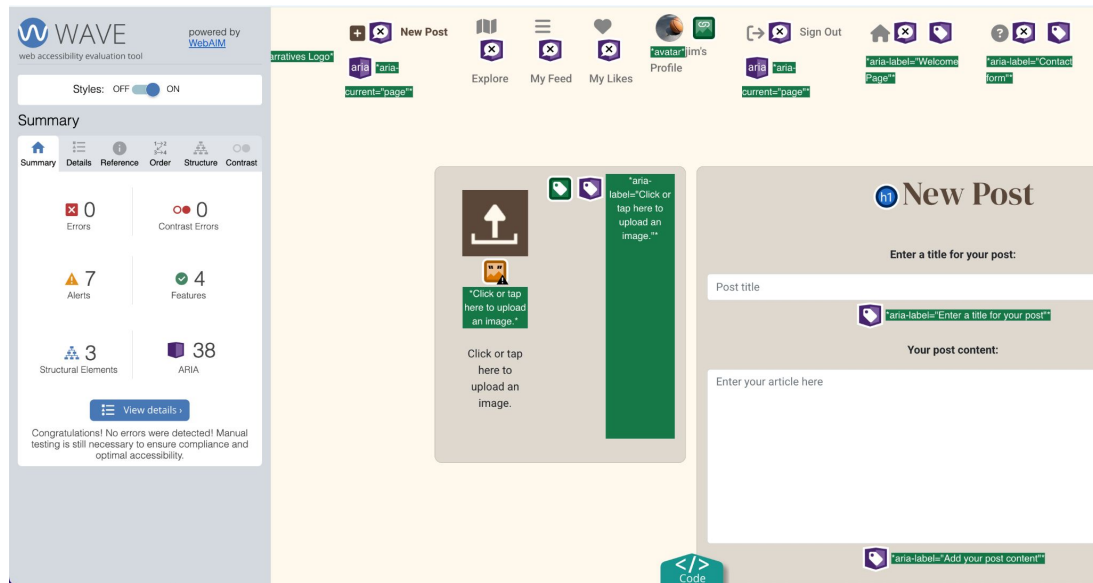 WAVE
powered by
WebAIM
web accessibility evaluation tool
Styles: OFF ON
Summary
Summary Details Reference Order Structure Contrast
0
Errors
0
Contrast Errors
7
Alerts
4
Features
3
Structural Elements
38
ARIA
View details ›
Congratulations! No errors were detected! Manual
testing is still necessary to ensure compliance and
optimal accessibility.
arratives Logo*
New Post
aria *aria-
current="page"*
Explore
My Feed
My Likes
*avatar*jim's
Profile
Sign Out
aria *aria-
current="page"*
*aria-label="Welcome
Page"*
*aria-label="Contact
form"*
*aria-
label="Click or
tap here to
upload an
image."*
*Click or tap
here to upload
an image.*
Click or tap
here to
upload an
image.
h1 New Post
Enter a title for your post:
Post title
*aria-label="Enter a title for your post"*
Your post content:
Enter your article here
*aria-label="Add your post content"*
</>
Code